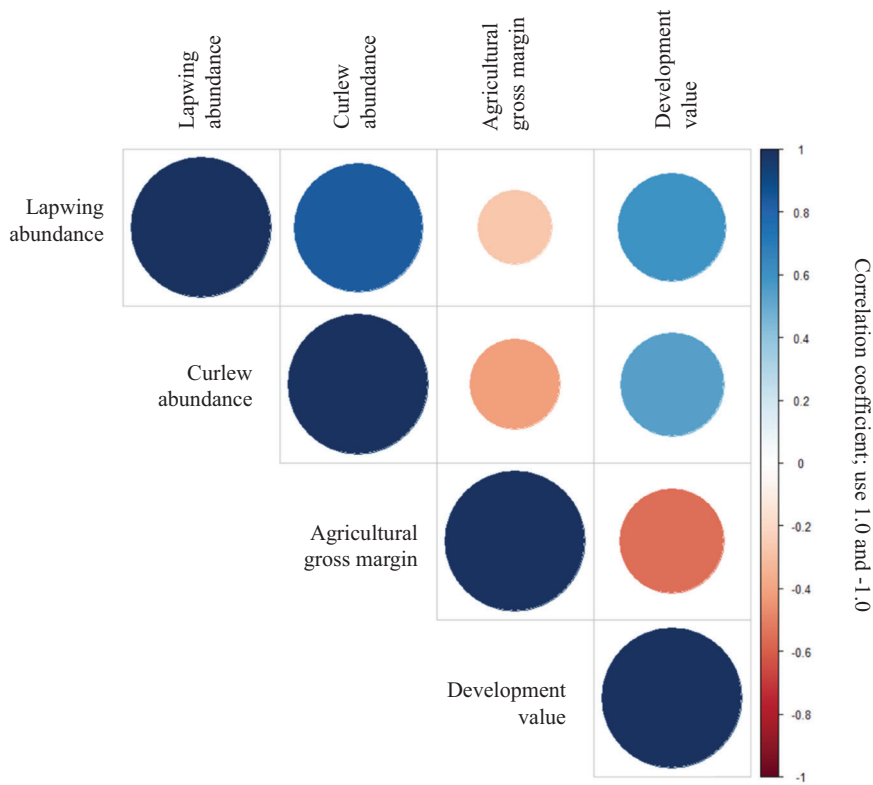 Lapwing
abundance
Curlew
abundance
Agricultural
gross margin
Development
value
Lapwing
abundance
Curlew
abundance
Agricultural
gross margin
Development
value
1
0.8
0.6
0.4
0.2
0
-0.2
-0.4
-0.6
-0.8
-1
Correlation coefficient; use 1.0 and -1.0